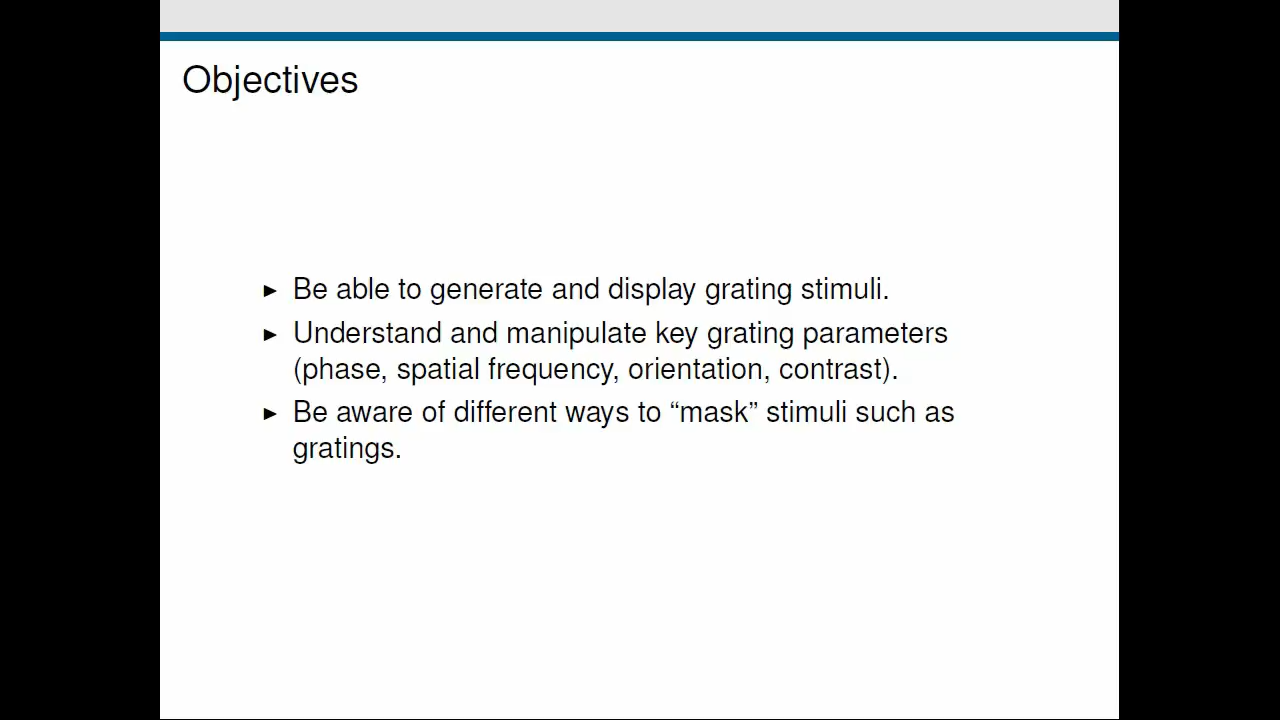 Objectives
► Be able to generate and display grating stimuli.
► Understand and manipulate key grating parameters
(phase, spatial frequency, orientation, contrast).
► Be aware of different ways to “mask” stimuli such as
gratings.